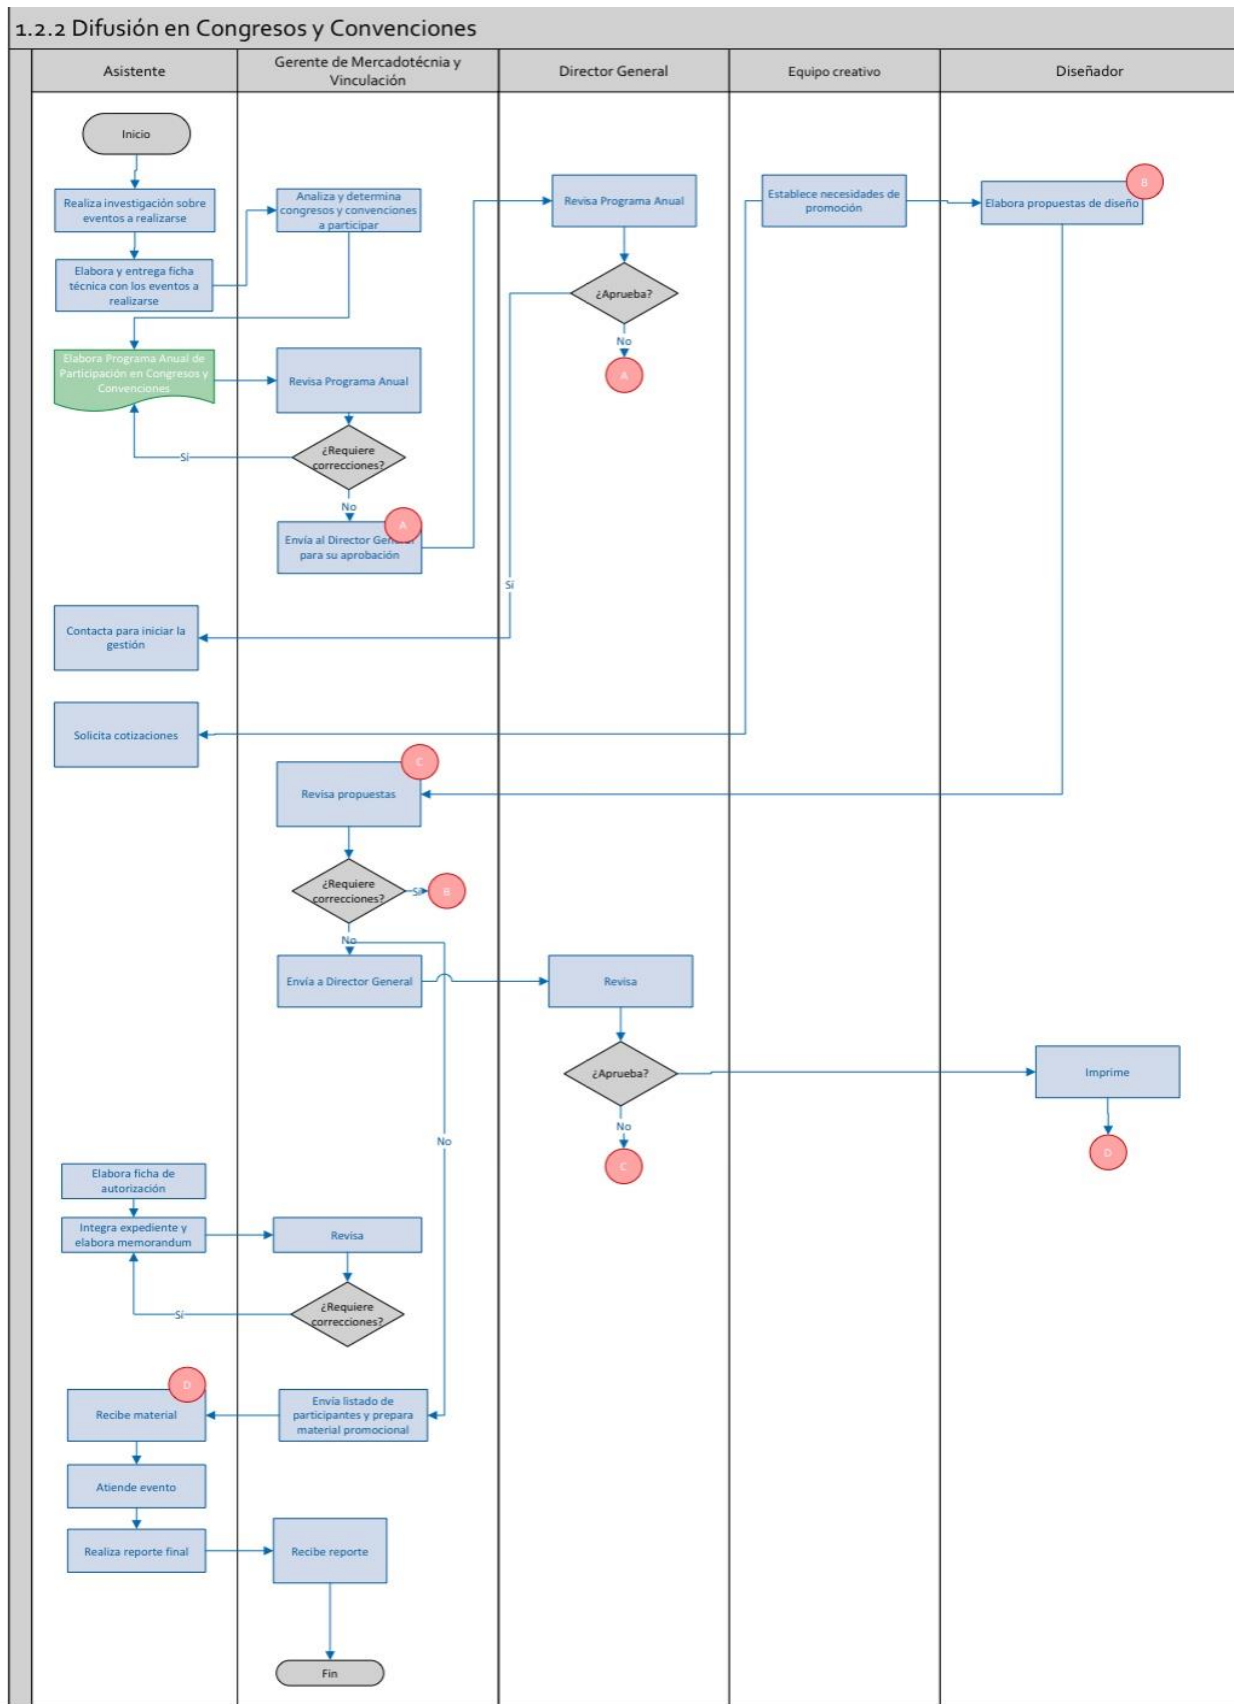 1.2.2 Difusión en Congresos y Convenciones
Asistente
Gerente de Mercadotécnia y
Vinculación
Director General
Equipo creativo
Diseñador
Inicio
Realiza investigación sobre
eventos a realizarse
Analiza y determina
congresos y convenciones
a participar
Revisa Programa Anual
Establece necesidades de
promoción
B
Elabora propuestas de diseño
Elabora y entrega ficha
técnica con los eventos a
realizarse
¿Aprueba?
No
A
Elabora Programa Anual de
Participación en Congresos y
Convenciones
Revisa Programa Anual
¿Requiere
correcciones?
Si
No
A
Envía al Director General
para su aprobación
Si
Contacta para iniciar la
gestión
Solicita cotizaciones
C
Revisa propuestas
¿Requiere
correcciones?
Si
B
No
Envía a Director General
Revisa
¿Aprueba?
Imprime
No
C
D
No
Elabora ficha de
autorización
Integra expediente y
elabora memorandum
Revisa
¿Requiere
correcciones?
Si
D
Recibe material
Envía listado de
participantes y prepara
material promocional
Atiende evento
Realiza reporte final
Recibe reporte
Fin